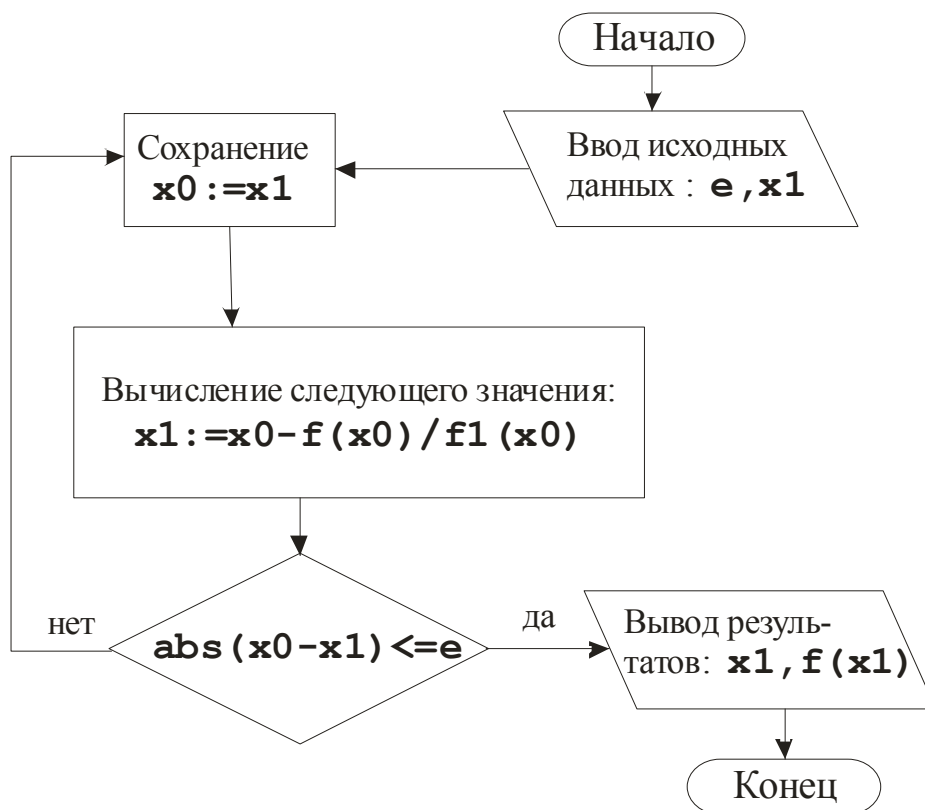 Начало
Ввод исходных
данных : e,x1
Сохранение
x0:=x1
Вычисление следующего значения:
x1:=x0-f(x0)/f1(x0)
abs(x0-x1)<=e
нет
да
Вывод резуль-
татов: x1,f(x1)
Конец